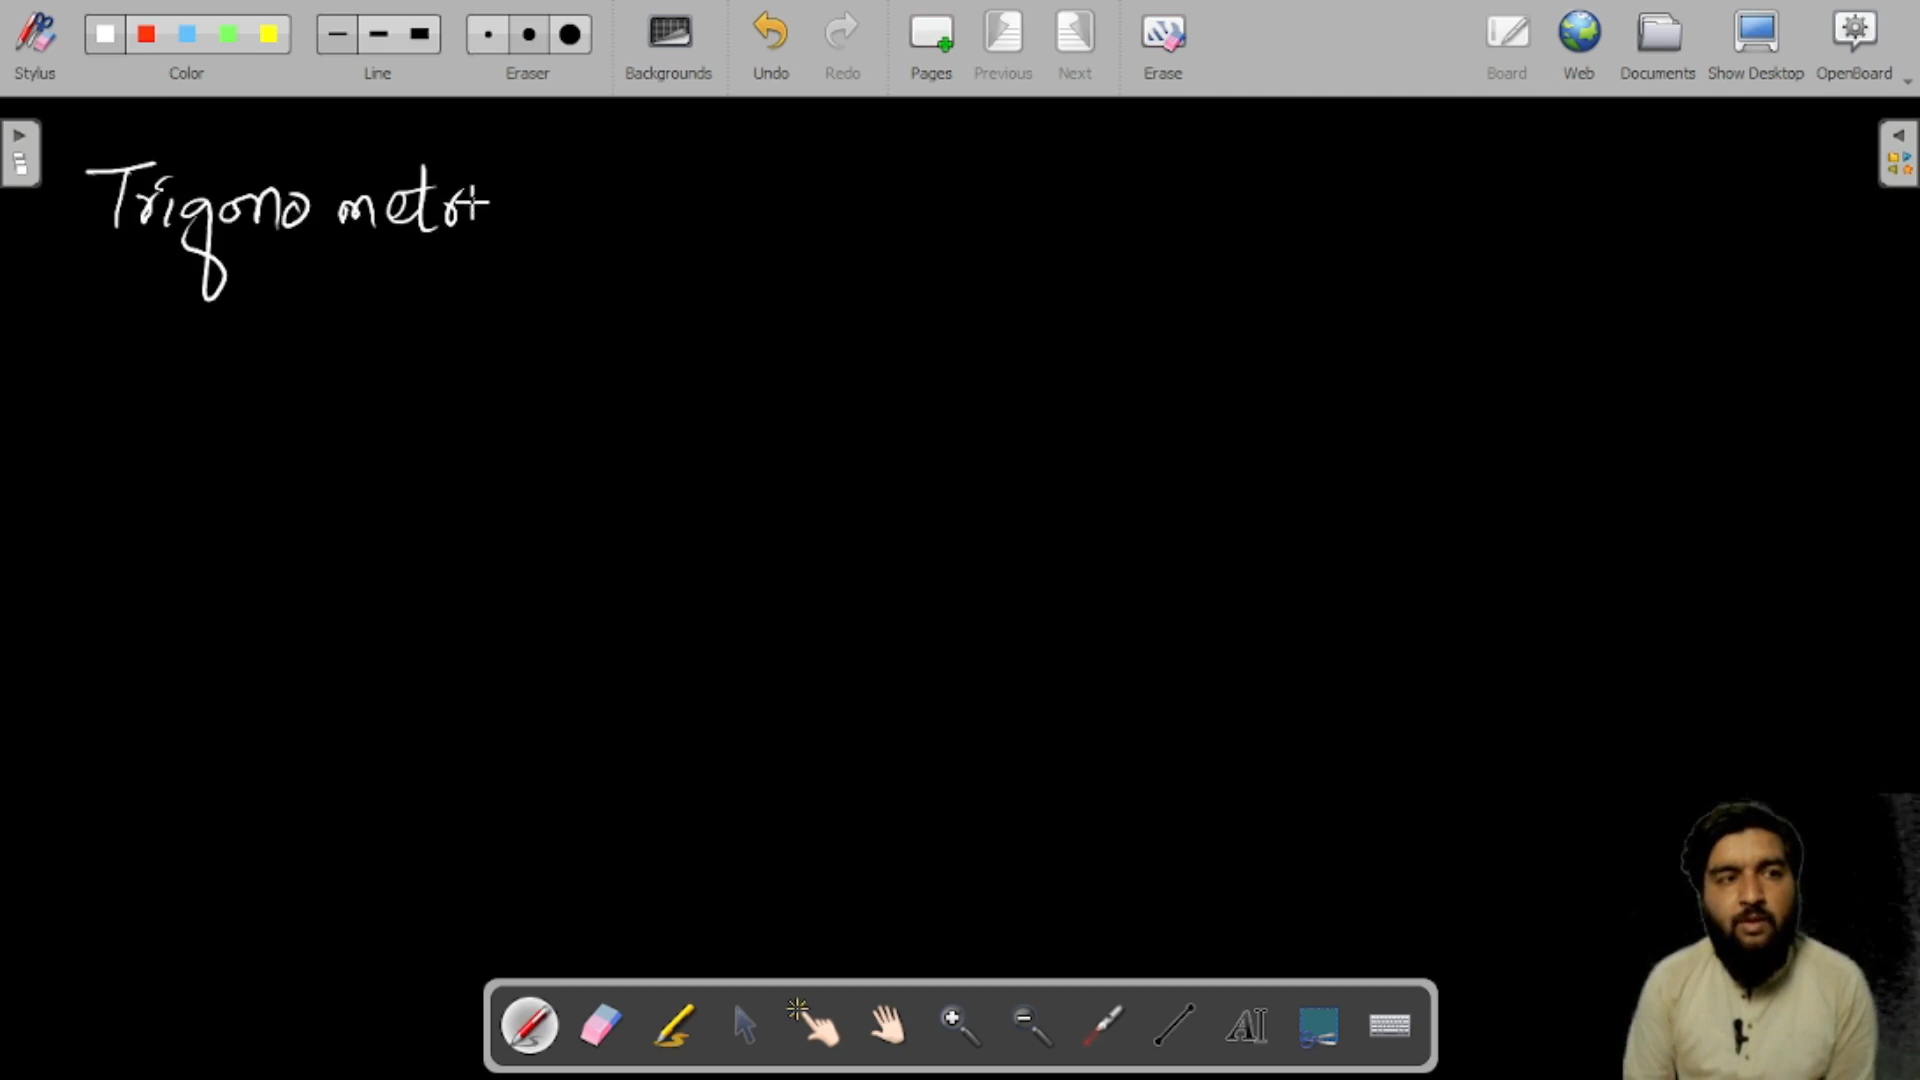 Stylus Color Line Eraser Backgrounds Undo Redo Pages Previous Next Erase Board Web Documents Show Desktop OpenBoard
Trigono metr
AI